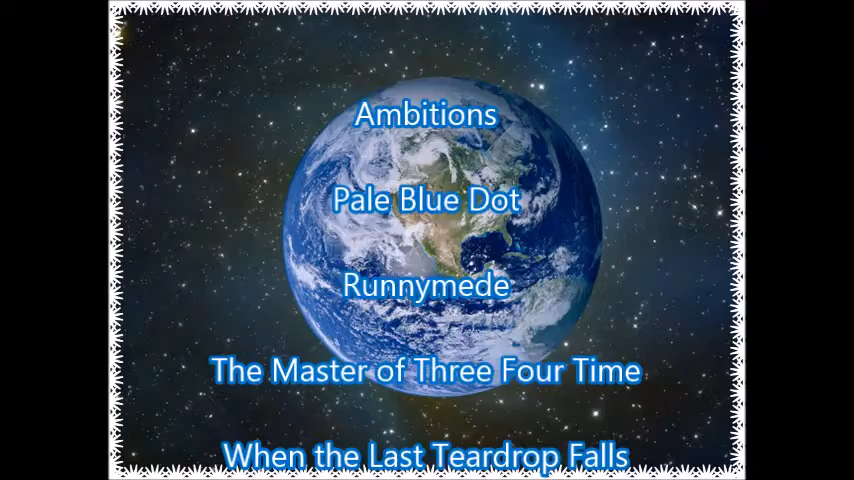 Ambitions
Pale Blue Dot
Runnymede
The Master of Three Four Time
When the Last Teardrop Falls